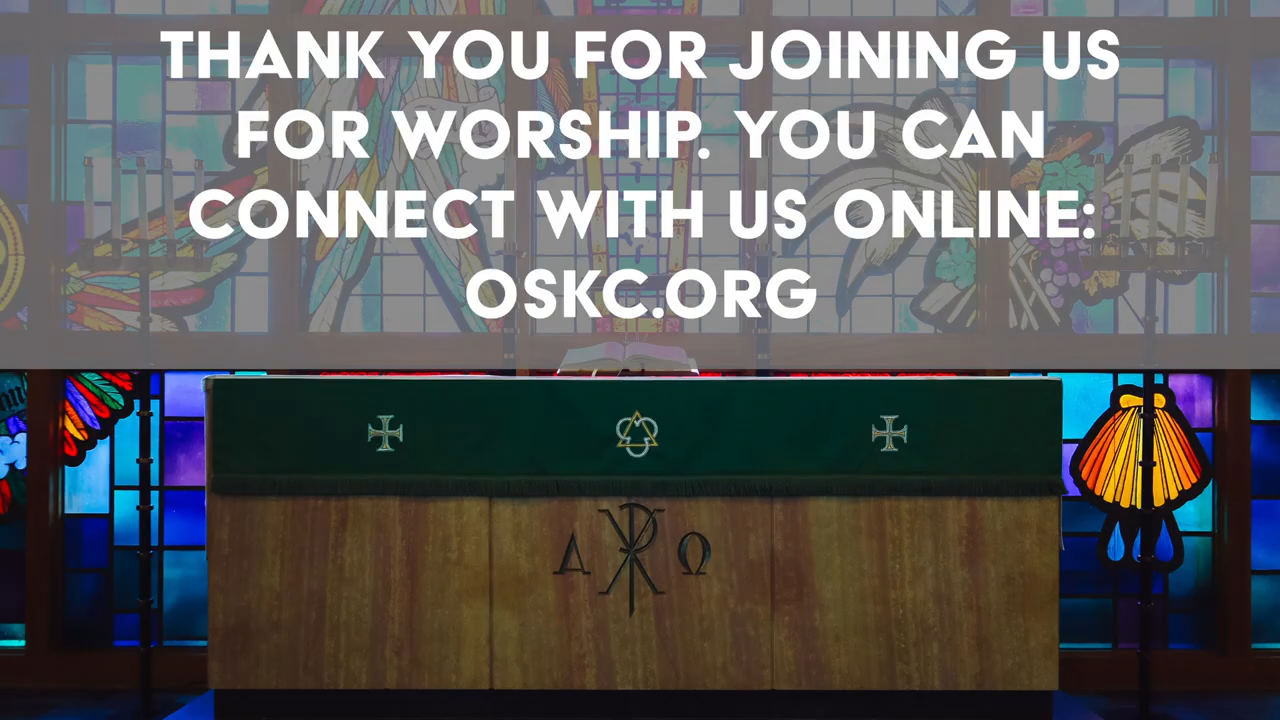 THANK YOU FOR JOINING US
FOR WORSHIP. YOU CAN
CONNECT WITH US ONLINE:
OSKC.ORG
Α ☧ Ω